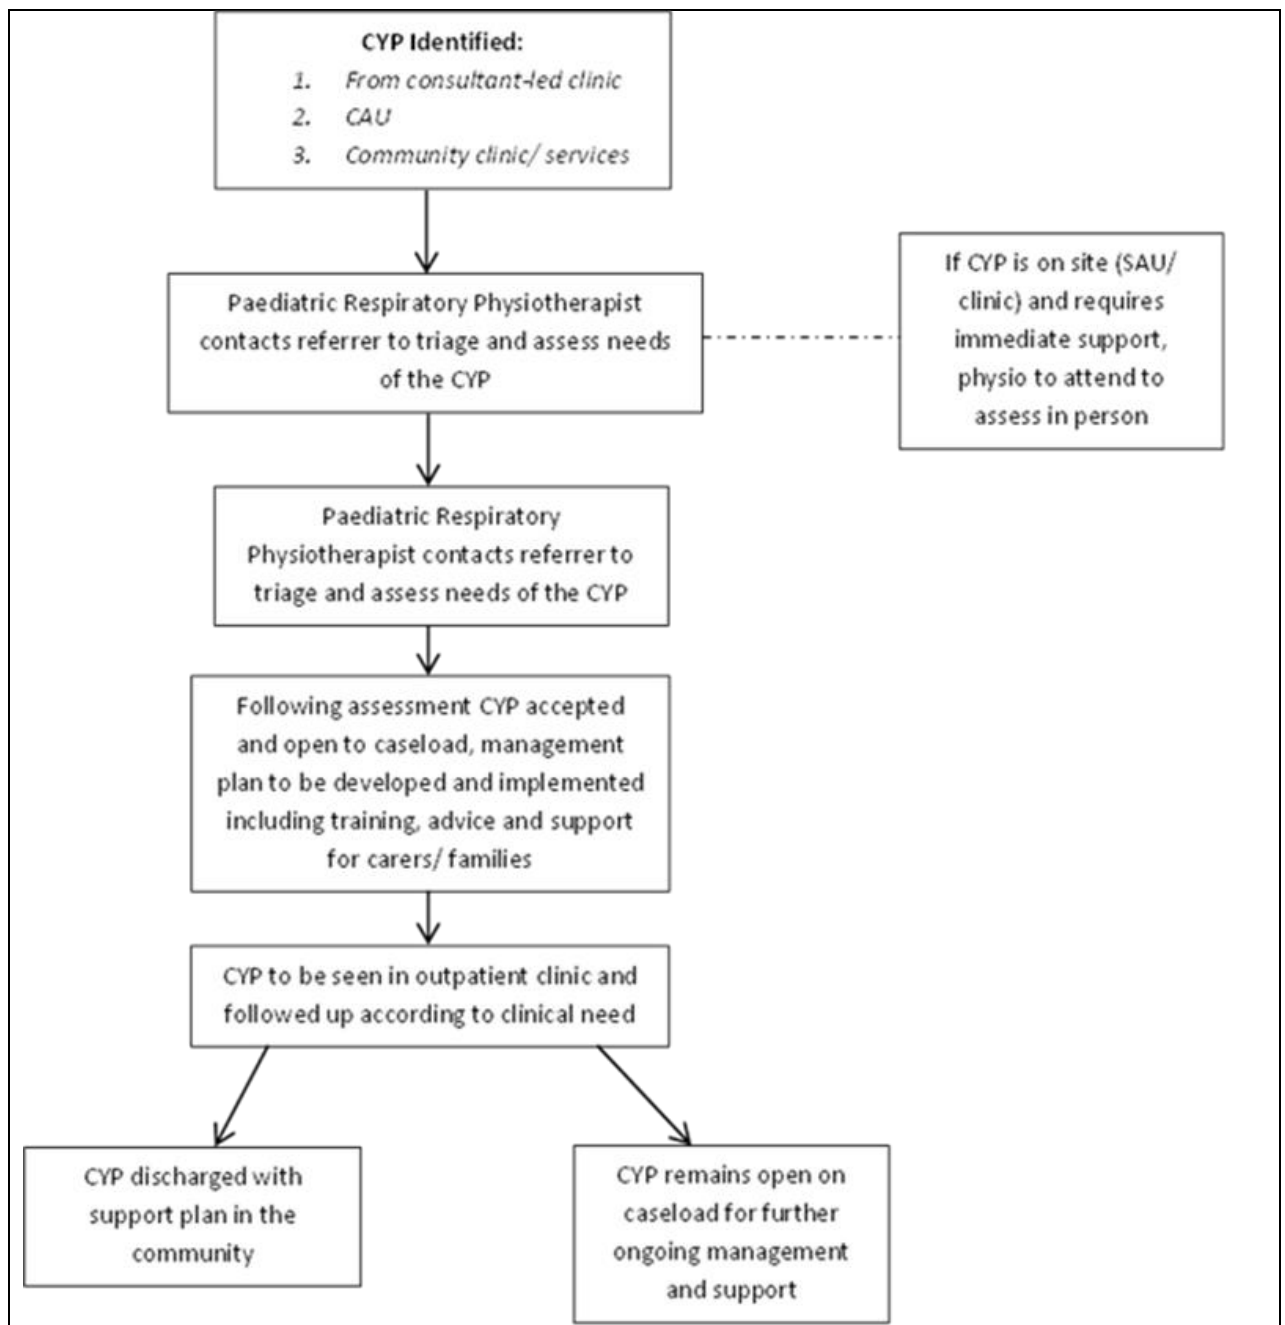 CYP Identified:
1. From consultant-led clinic
2. CAU
3. Community clinic/ services
Paediatric Respiratory Physiotherapist
contacts referrer to triage and assess needs
of the CYP
If CYP is on site (SAU/
clinic) and requires
immediate support,
physio to attend to
assess in person
Paediatric Respiratory
Physiotherapist contacts referrer to
triage and assess needs of the CYP
Following assessment CYP accepted
and open to caseload, management
plan to be developed and implemented
including training, advice and support
for carers/ families
CYP to be seen in outpatient clinic and
followed up according to clinical need
CYP discharged with
support plan in the
community
CYP remains open on
caseload for further
ongoing management
and support